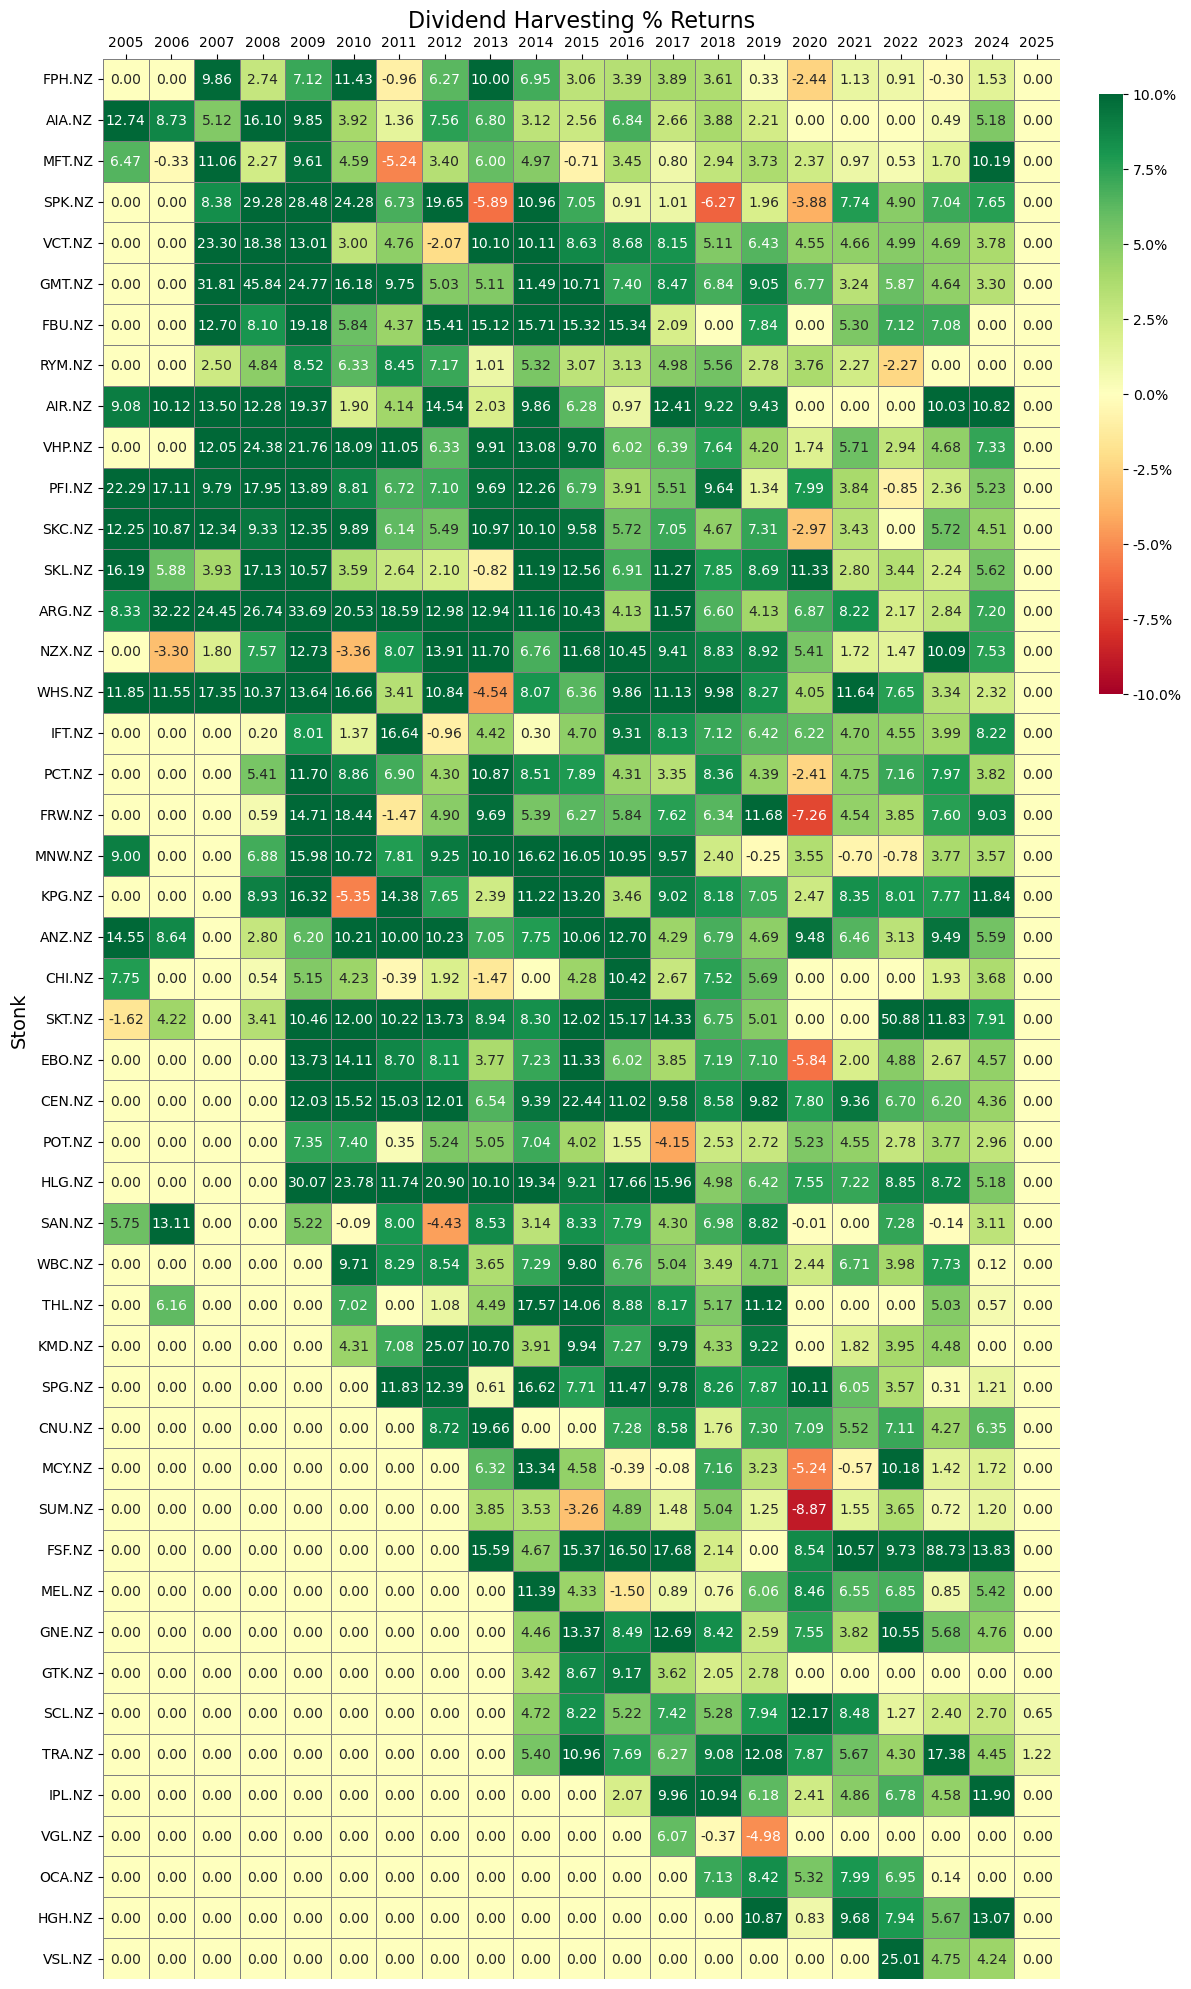 Dividend Harvesting % Returns
2005 2006 2007 2008 2009 2010 2011 2012 2013 2014 2015 2016 2017 2018 2019 2020 2021 2022 2023 2024 2025
FPH.NZ 0.00 0.00 9.86 2.74 7.12 11.43 -0.96 6.27 10.00 6.95 3.06 3.39 3.89 3.61 0.33 -2.44 1.13 0.91 -0.30 1.53 0.00
AIA.NZ 12.74 8.73 5.12 16.10 9.85 3.92 1.36 7.56 6.80 3.12 2.56 6.84 2.66 3.88 2.21 0.00 0.00 0.00 0.49 5.18 0.00
MFT.NZ 6.47 -0.33 11.06 2.27 9.61 4.59 -5.24 3.40 6.00 4.97 -0.71 3.45 0.80 2.94 3.73 2.37 0.97 0.53 1.70 10.19 0.00
SPK.NZ 0.00 0.00 8.38 29.28 28.48 24.28 6.73 19.65 -5.89 10.96 7.05 0.91 1.01 -6.27 1.96 -3.88 7.74 4.90 7.04 7.65 0.00
VCT.NZ 0.00 0.00 23.30 18.38 13.01 3.00 4.76 -2.07 10.10 10.11 8.63 8.68 8.15 5.11 6.43 4.55 4.66 4.99 4.69 3.78 0.00
GMT.NZ 0.00 0.00 31.81 45.84 24.77 16.18 9.75 5.03 5.11 11.49 10.71 7.40 8.47 6.84 9.05 6.77 3.24 5.87 4.64 3.30 0.00
FBU.NZ 0.00 0.00 12.70 8.10 19.18 5.84 4.37 15.41 15.12 15.71 15.32 15.34 2.09 0.00 7.84 0.00 5.30 7.12 7.08 0.00 0.00
RYM.NZ 0.00 0.00 2.50 4.84 8.52 6.33 8.45 7.17 1.01 5.32 3.07 3.13 4.98 5.56 2.78 3.76 2.27 -2.27 0.00 0.00 0.00
AIR.NZ 9.08 10.12 13.50 12.28 19.37 1.90 4.14 14.54 2.03 9.86 6.28 0.97 12.41 9.22 9.43 0.00 0.00 0.00 10.03 10.82 0.00
VHP.NZ 0.00 0.00 12.05 24.38 21.76 18.09 11.05 6.33 9.91 13.08 9.70 6.02 6.39 7.64 4.20 1.74 5.71 2.94 4.68 7.33 0.00
PFI.NZ 22.29 17.11 9.79 17.95 13.89 8.81 6.72 7.10 9.69 12.26 6.79 3.91 5.51 9.64 1.34 7.99 3.84 -0.85 2.36 5.23 0.00
SKC.NZ 12.25 10.87 12.34 9.33 12.35 9.89 6.14 5.49 10.97 10.10 9.58 5.72 7.05 4.67 7.31 -2.97 3.43 0.00 5.72 4.51 0.00
SKL.NZ 16.19 5.88 3.93 17.13 10.57 3.59 2.64 2.10 -0.82 11.19 12.56 6.91 11.27 7.85 8.69 11.33 2.80 3.44 2.24 5.62 0.00
ARG.NZ 8.33 32.22 24.45 26.74 33.69 20.53 18.59 12.98 12.94 11.16 10.43 4.13 11.57 6.60 4.13 6.87 8.22 2.17 2.84 7.20 0.00
NZX.NZ 0.00 -3.30 1.80 7.57 12.73 -3.36 8.07 13.91 11.70 6.76 11.68 10.45 9.41 8.83 8.92 5.41 1.72 1.47 10.09 7.53 0.00
WHS.NZ 11.85 11.55 17.35 10.37 13.64 16.66 3.41 10.84 -4.54 8.07 6.36 9.86 11.13 9.98 8.27 4.05 11.64 7.65 3.34 2.32 0.00
IFT.NZ 0.00 0.00 0.00 0.20 8.01 1.37 16.64 -0.96 4.42 0.30 4.70 9.31 8.13 7.12 6.42 6.22 4.70 4.55 3.99 8.22 0.00
PCT.NZ 0.00 0.00 0.00 5.41 11.70 8.86 6.90 4.30 10.87 8.51 7.89 4.31 3.35 8.36 4.39 -2.41 4.75 7.16 7.97 3.82 0.00
FRW.NZ 0.00 0.00 0.00 0.59 14.71 18.44 -1.47 4.90 9.69 5.39 6.27 5.84 7.62 6.34 11.68 -7.26 4.54 3.85 7.60 9.03 0.00
MNW.NZ 9.00 0.00 0.00 6.88 15.98 10.72 7.81 9.25 10.10 16.62 16.05 10.95 9.57 2.40 -0.25 3.55 -0.70 -0.78 3.77 3.57 0.00
KPG.NZ 0.00 0.00 0.00 8.93 16.32 -5.35 14.38 7.65 2.39 11.22 13.20 3.46 9.02 8.18 7.05 2.47 8.35 8.01 7.77 11.84 0.00
ANZ.NZ 14.55 8.64 0.00 2.80 6.20 10.21 10.00 10.23 7.05 7.75 10.06 12.70 4.29 6.79 4.69 9.48 6.46 3.13 9.49 5.59 0.00
CHI.NZ 7.75 0.00 0.00 0.54 5.15 4.23 -0.39 1.92 -1.47 0.00 4.28 10.42 2.67 7.52 5.69 0.00 0.00 0.00 1.93 3.68 0.00
SKT.NZ -1.62 4.22 0.00 3.41 10.46 12.00 10.22 13.73 8.94 8.30 12.02 15.17 14.33 6.75 5.01 0.00 0.00 50.88 11.83 7.91 0.00
EBO.NZ 0.00 0.00 0.00 0.00 13.73 14.11 8.70 8.11 3.77 7.23 11.33 6.02 3.85 7.19 7.10 -5.84 2.00 4.88 2.67 4.57 0.00
CEN.NZ 0.00 0.00 0.00 0.00 12.03 15.52 15.03 12.01 6.54 9.39 22.44 11.02 9.58 8.58 9.82 7.80 9.36 6.70 6.20 4.36 0.00
POT.NZ 0.00 0.00 0.00 0.00 7.35 7.40 0.35 5.24 5.05 7.04 4.02 1.55 -4.15 2.53 2.72 5.23 4.55 2.78 3.77 2.96 0.00
HLG.NZ 0.00 0.00 0.00 0.00 30.07 23.78 11.74 20.90 10.10 19.34 9.21 17.66 15.96 4.98 6.42 7.55 7.22 8.85 8.72 5.18 0.00
SAN.NZ 5.75 13.11 0.00 0.00 5.22 -0.09 8.00 -4.43 8.53 3.14 8.33 7.79 4.30 6.98 8.82 -0.01 0.00 7.28 -0.14 3.11 0.00
WBC.NZ 0.00 0.00 0.00 0.00 0.00 9.71 8.29 8.54 3.65 7.29 9.80 6.76 5.04 3.49 4.71 2.44 6.71 3.98 7.73 0.12 0.00
THL.NZ 0.00 6.16 0.00 0.00 0.00 7.02 0.00 1.08 4.49 17.57 14.06 8.88 8.17 5.17 11.12 0.00 0.00 0.00 5.03 0.57 0.00
KMD.NZ 0.00 0.00 0.00 0.00 0.00 4.31 7.08 25.07 10.70 3.91 9.94 7.27 9.79 4.33 9.22 0.00 1.82 3.95 4.48 0.00 0.00
SPG.NZ 0.00 0.00 0.00 0.00 0.00 0.00 11.83 12.39 0.61 16.62 7.71 11.47 9.78 8.26 7.87 10.11 6.05 3.57 0.31 1.21 0.00
CNU.NZ 0.00 0.00 0.00 0.00 0.00 0.00 0.00 8.72 19.66 0.00 0.00 7.28 8.58 1.76 7.30 7.09 5.52 7.11 4.27 6.35 0.00
MCY.NZ 0.00 0.00 0.00 0.00 0.00 0.00 0.00 0.00 6.32 13.34 4.58 -0.39 -0.08 7.16 3.23 -5.24 -0.57 10.18 1.42 1.72 0.00
SUM.NZ 0.00 0.00 0.00 0.00 0.00 0.00 0.00 0.00 3.85 3.53 -3.26 4.89 1.48 5.04 1.25 -8.87 1.55 3.65 0.72 1.20 0.00
FSF.NZ 0.00 0.00 0.00 0.00 0.00 0.00 0.00 0.00 15.59 4.67 15.37 16.50 17.68 2.14 0.00 8.54 10.57 9.73 88.73 13.83 0.00
MEL.NZ 0.00 0.00 0.00 0.00 0.00 0.00 0.00 0.00 0.00 11.39 4.33 -1.50 0.89 0.76 6.06 8.46 6.55 6.85 0.85 5.42 0.00
GNE.NZ 0.00 0.00 0.00 0.00 0.00 0.00 0.00 0.00 0.00 4.46 13.37 8.49 12.69 8.42 2.59 7.55 3.82 10.55 5.68 4.76 0.00
GTK.NZ 0.00 0.00 0.00 0.00 0.00 0.00 0.00 0.00 0.00 3.42 8.67 9.17 3.62 2.05 2.78 0.00 0.00 0.00 0.00 0.00 0.00
SCL.NZ 0.00 0.00 0.00 0.00 0.00 0.00 0.00 0.00 0.00 4.72 8.22 5.22 7.42 5.28 7.94 12.17 8.48 1.27 2.40 2.70 0.65
TRA.NZ 0.00 0.00 0.00 0.00 0.00 0.00 0.00 0.00 0.00 5.40 10.96 7.69 6.27 9.08 12.08 7.87 5.67 4.30 17.38 4.45 1.22
IPL.NZ 0.00 0.00 0.00 0.00 0.00 0.00 0.00 0.00 0.00 0.00 0.00 2.07 9.96 10.94 6.18 2.41 4.86 6.78 4.58 11.90 0.00
VGL.NZ 0.00 0.00 0.00 0.00 0.00 0.00 0.00 0.00 0.00 0.00 0.00 0.00 6.07 -0.37 -4.98 0.00 0.00 0.00 0.00 0.00 0.00
OCA.NZ 0.00 0.00 0.00 0.00 0.00 0.00 0.00 0.00 0.00 0.00 0.00 0.00 0.00 7.13 8.42 5.32 7.99 6.95 0.14 0.00 0.00
HGH.NZ 0.00 0.00 0.00 0.00 0.00 0.00 0.00 0.00 0.00 0.00 0.00 0.00 0.00 0.00 10.87 0.83 9.68 7.94 5.67 13.07 0.00
VSL.NZ 0.00 0.00 0.00 0.00 0.00 0.00 0.00 0.00 0.00 0.00 0.00 0.00 0.00 0.00 0.00 0.00 0.00 25.01 4.75 4.24 0.00
Stonk
10.0%
7.5%
5.0%
2.5%
0.0%
-2.5%
-5.0%
-7.5%
-10.0%